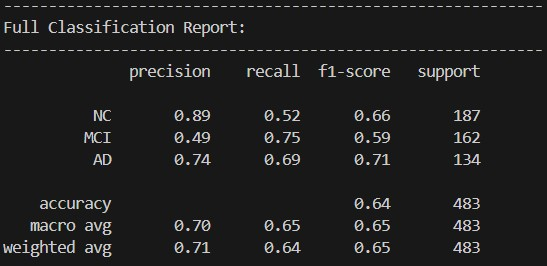 Full Classification Report:
precision recall f1-score support
NC 0.89 0.52 0.66 187
MCI 0.49 0.75 0.59 162
AD 0.74 0.69 0.71 134
accuracy 0.64 483
macro avg 0.70 0.65 0.65 483
weighted avg 0.71 0.64 0.65 483